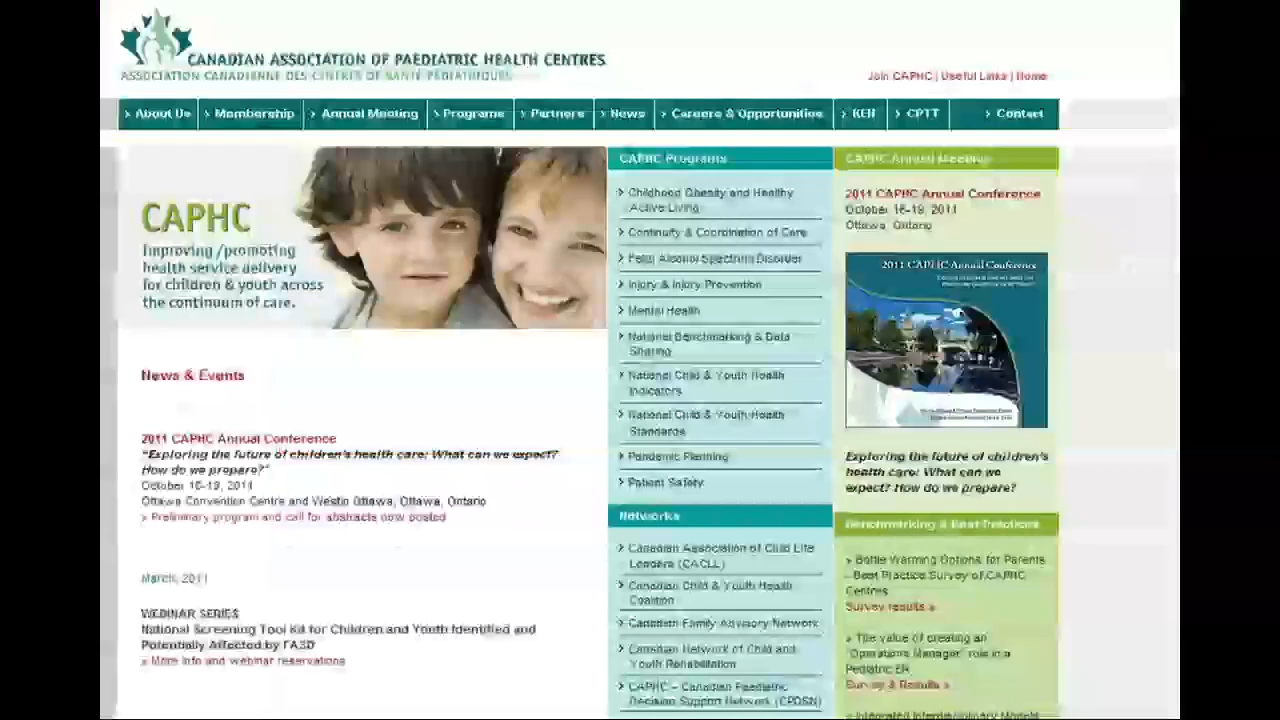 CANADIAN ASSOCIATION OF PAEDIATRIC HEALTH CENTRES
ASSOCIATION CANADIENNE DES CENTRES DE SANTÉ PÉDIATRIQUES
Join CAPHC | Useful Links | Home
> About Us > Membership > Annual Meeting > Programs > Partners > News > Careers & Opportunities > KEN > CPTT > Contact
CAPHC
Improving /promoting
health service delivery
for children & youth across
the continuum of care.
News & Events
2011 CAPHC Annual Conference
"Exploring the future of children's health care: What can we expect?
How do we prepare?"
October 16-19, 2011
Ottawa Convention Centre and Westin Ottawa, Ottawa, Ontario
» Preliminary program and call for abstracts now posted
March, 2011
WEBINAR SERIES
National Screening Tool Kit for Children and Youth Identified and
Potentially Affected by FASD
» More info and webinar reservations
CAPHC Programs
> Childhood Obesity and Healthy
Active Living
> Continuity & Coordination of Care
> Fetal Alcohol Spectrum Disorder
> Injury & Injury Prevention
> Mental Health
> National Benchmarking & Data
Sharing
> National Child & Youth Health
Indicators
> National Child & Youth Health
Standards
> Pandemic Planning
> Patient Safety
Networks
> Canadian Association of Child Life
Leaders (CACLL)
> Canadian Child & Youth Health
Coalition
> Canadian Family Advisory Network
> Canadian Network of Child and
Youth Rehabilitation
> CAPHC – Canadian Paediatric
Decision Support Network (CPDSN)
CAPHC Annual Meeting
2011 CAPHC Annual Conference
October 16-19, 2011
Ottawa, Ontario
2011 CAPHC Annual Conference
Exploring the future of children's
health care: What can we
expect? How do we prepare?
Benchmarking & Best Practices
» Bottle Warming Options for Parents
- Best Practice Survey of CAPHC
Centres
Survey results »
» The value of creating an
"Operations Manager" role in a
Pediatric ER
Survey & Results »
» Integrated Interdisciplinary Models